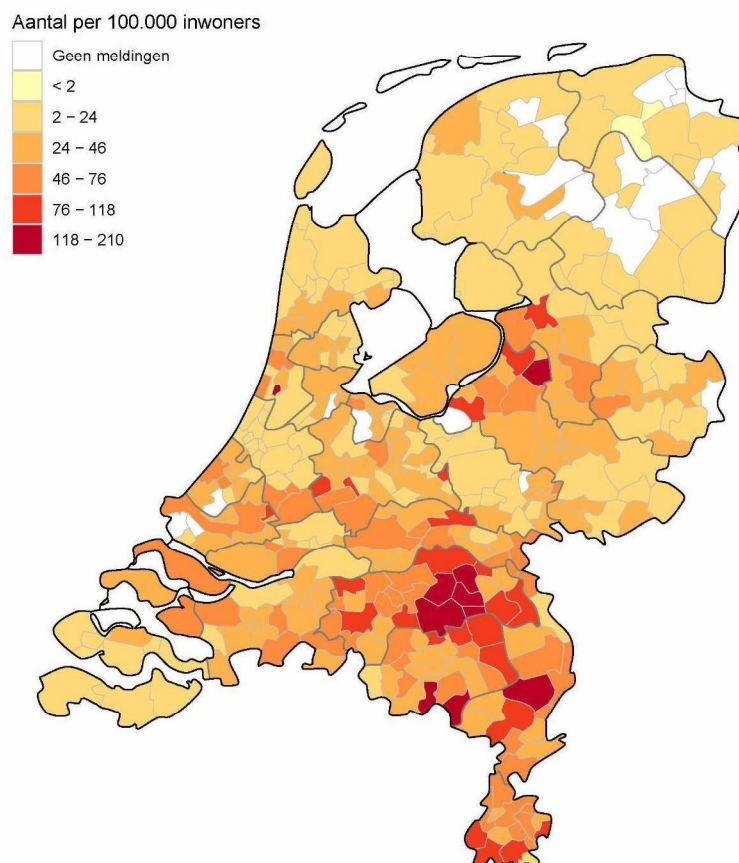 Aantal per 100.000 inwoners
Geen meldingen
< 2
2 – 24
24 – 46
46 – 76
76 – 118
118 – 210